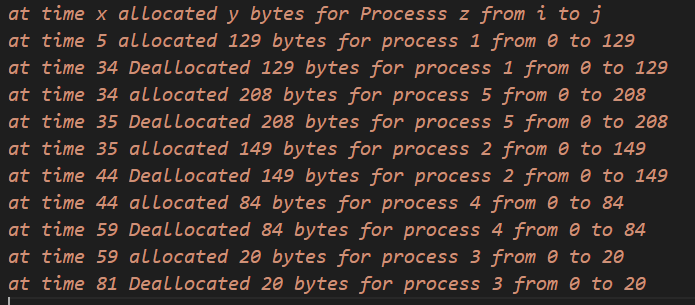 at time x allocated y bytes for Processs z from i to j
at time 5 allocated 129 bytes for process 1 from 0 to 129
at time 34 Deallocated 129 bytes for process 1 from 0 to 129
at time 34 allocated 208 bytes for process 5 from 0 to 208
at time 35 Deallocated 208 bytes for process 5 from 0 to 208
at time 35 allocated 149 bytes for process 2 from 0 to 149
at time 44 Deallocated 149 bytes for process 2 from 0 to 149
at time 44 allocated 84 bytes for process 4 from 0 to 84
at time 59 Deallocated 84 bytes for process 4 from 0 to 84
at time 59 allocated 20 bytes for process 3 from 0 to 20
at time 81 Deallocated 20 bytes for process 3 from 0 to 20